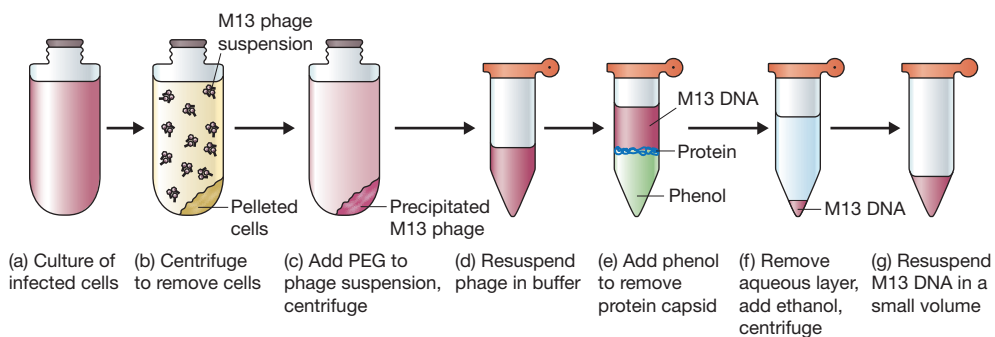 M13 phage
suspension
Pelleted
cells
Precipitated
M13 phage
M13 DNA
Protein
Phenol
M13 DNA
(a) Culture of
infected cells
(b) Centrifuge
to remove cells
(c) Add PEG to
phage suspension,
centrifuge
(d) Resuspend
phage in buffer
(e) Add phenol
to remove
protein capsid
(f) Remove
aqueous layer,
add ethanol,
centrifuge
(g) Resuspend
M13 DNA in a
small volume